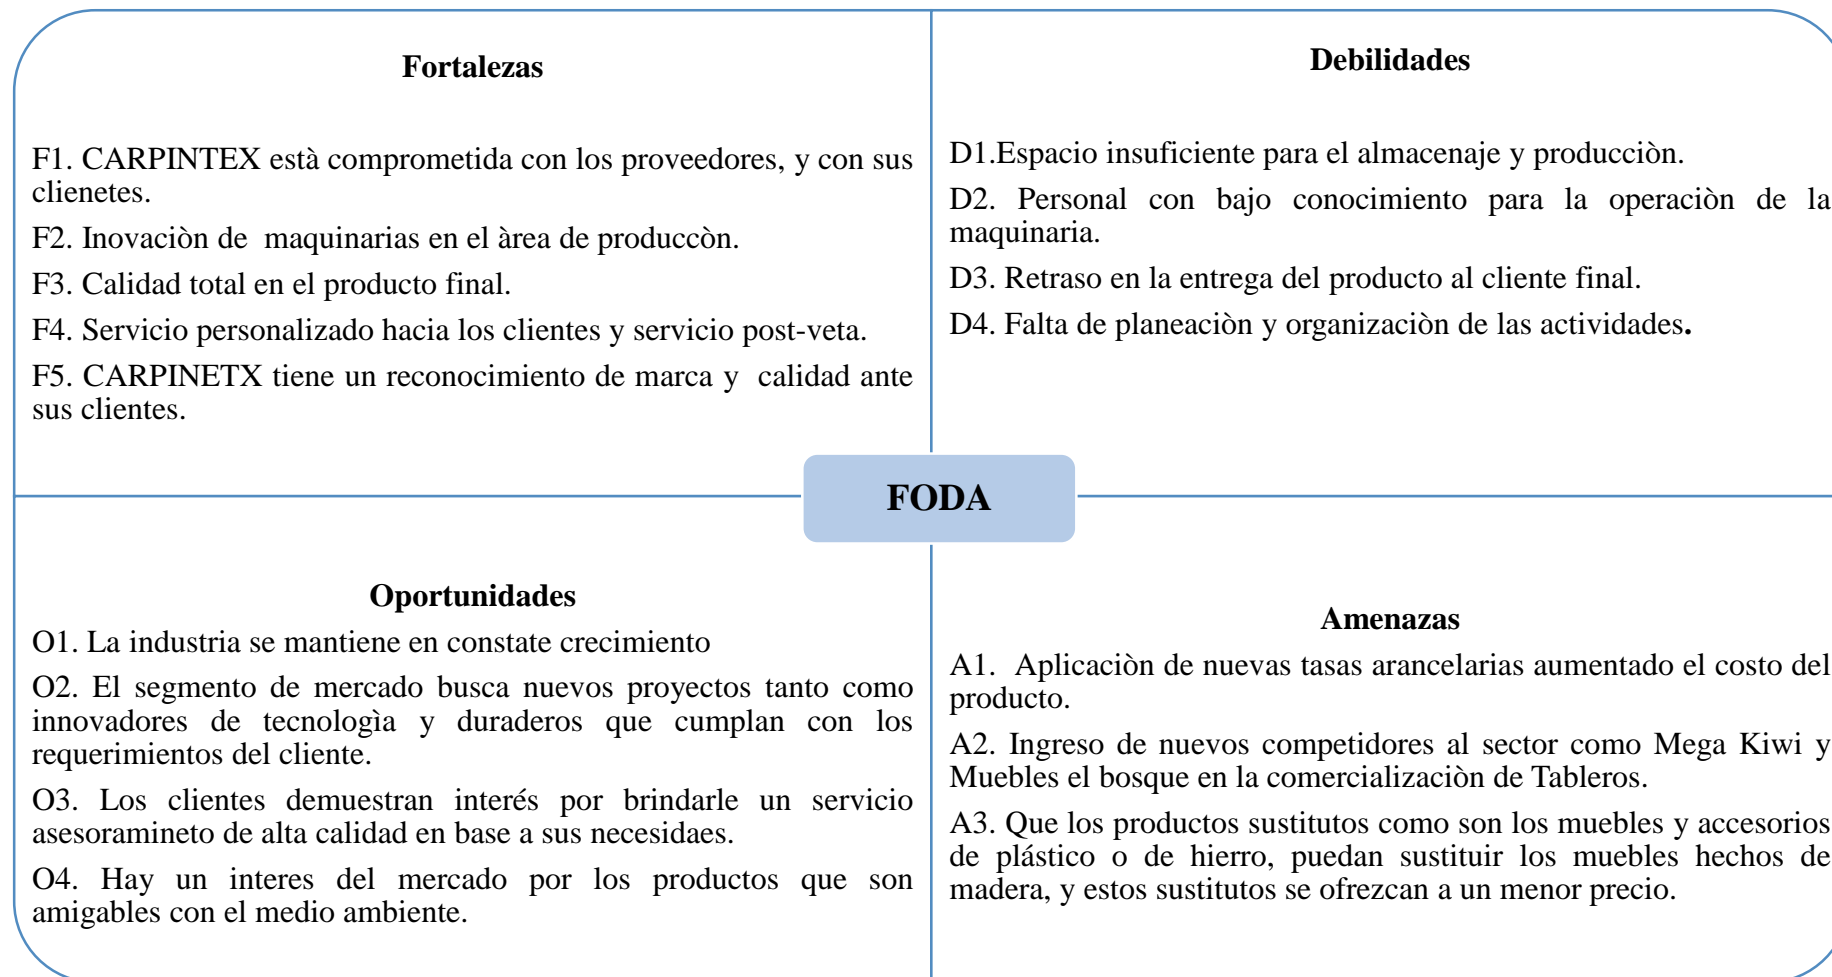 Fortalezas
F1. CARPINTEX està comprometida con los proveedores, y con sus
clienetes.
F2. Inovaciòn de maquinarias en el àrea de produccòn.
F3. Calidad total en el producto final.
F4. Servicio personalizado hacia los clientes y servicio post-veta.
F5. CARPINETX tiene un reconocimiento de marca y calidad ante
sus clientes.
Debilidades
D1.Espacio insuficiente para el almacenaje y producciòn.
D2. Personal con bajo conocimiento para la operaciòn de la
maquinaria.
D3. Retraso en la entrega del producto al cliente final.
D4. Falta de planeaciòn y organizaciòn de las actividades.
FODA
Oportunidades
O1. La industria se mantiene en constate crecimiento
O2. El segmento de mercado busca nuevos proyectos tanto como
innovadores de tecnologìa y duraderos que cumplan con los
requerimientos del cliente.
O3. Los clientes demuestran interés por brindarle un servicio
asesoramineto de alta calidad en base a sus necesidaes.
O4. Hay un interes del mercado por los productos que son
amigables con el medio ambiente.
Amenazas
A1. Aplicaciòn de nuevas tasas arancelarias aumentado el costo del
producto.
A2. Ingreso de nuevos competidores al sector como Mega Kiwi y
Muebles el bosque en la comercializaciòn de Tableros.
A3. Que los productos sustitutos como son los muebles y accesorios
de plástico o de hierro, puedan sustituir los muebles hechos de
madera, y estos sustitutos se ofrezcan a un menor precio.